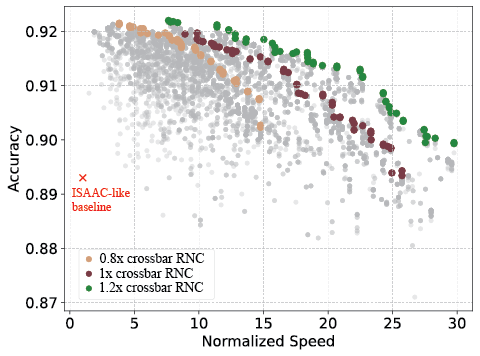 0.92
0.91
0.90
0.89
0.88
0.87
Accuracy
ISAAC-like
baseline
0.8x crossbar RNC
1x crossbar RNC
1.2x crossbar RNC
0 5 10 15 20 25 30
Normalized Speed